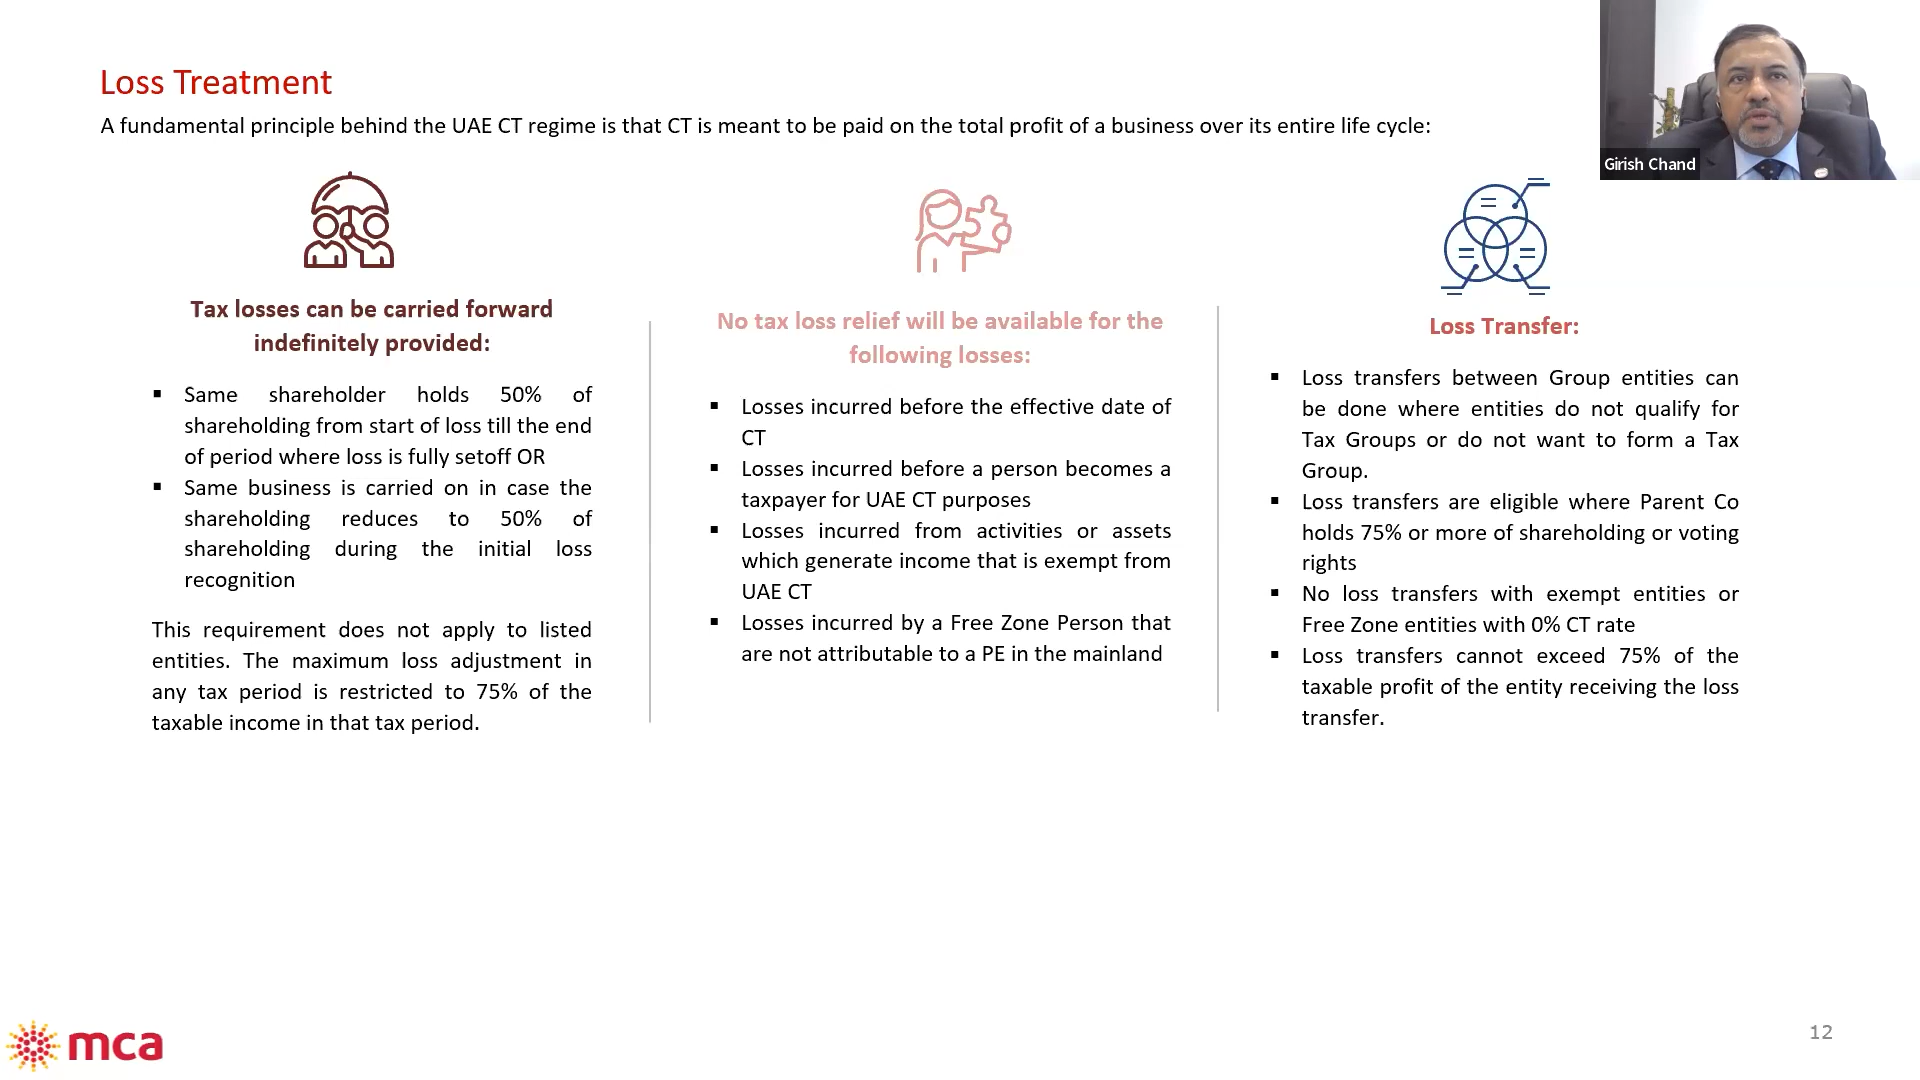 Loss Treatment
A fundamental principle behind the UAE CT regime is that CT is meant to be paid on the total profit of a business over its entire life cycle:
Girish Chand
Tax losses can be carried forward
indefinitely provided:
▪ Same shareholder holds 50% of
shareholding from start of loss till the end
of period where loss is fully setoff OR
▪ Same business is carried on in case the
shareholding reduces to 50% of
shareholding during the initial loss
recognition
This requirement does not apply to listed
entities. The maximum loss adjustment in
any tax period is restricted to 75% of the
taxable income in that tax period.
No tax loss relief will be available for the
following losses:
▪ Losses incurred before the effective date of
CT
▪ Losses incurred before a person becomes a
taxpayer for UAE CT purposes
▪ Losses incurred from activities or assets
which generate income that is exempt from
UAE CT
▪ Losses incurred by a Free Zone Person that
are not attributable to a PE in the mainland
Loss Transfer:
▪ Loss transfers between Group entities can
be done where entities do not qualify for
Tax Groups or do not want to form a Tax
Group.
▪ Loss transfers are eligible where Parent Co
holds 75% or more of shareholding or voting
rights
▪ No loss transfers with exempt entities or
Free Zone entities with 0% CT rate
▪ Loss transfers cannot exceed 75% of the
taxable profit of the entity receiving the loss
transfer.
mca
12